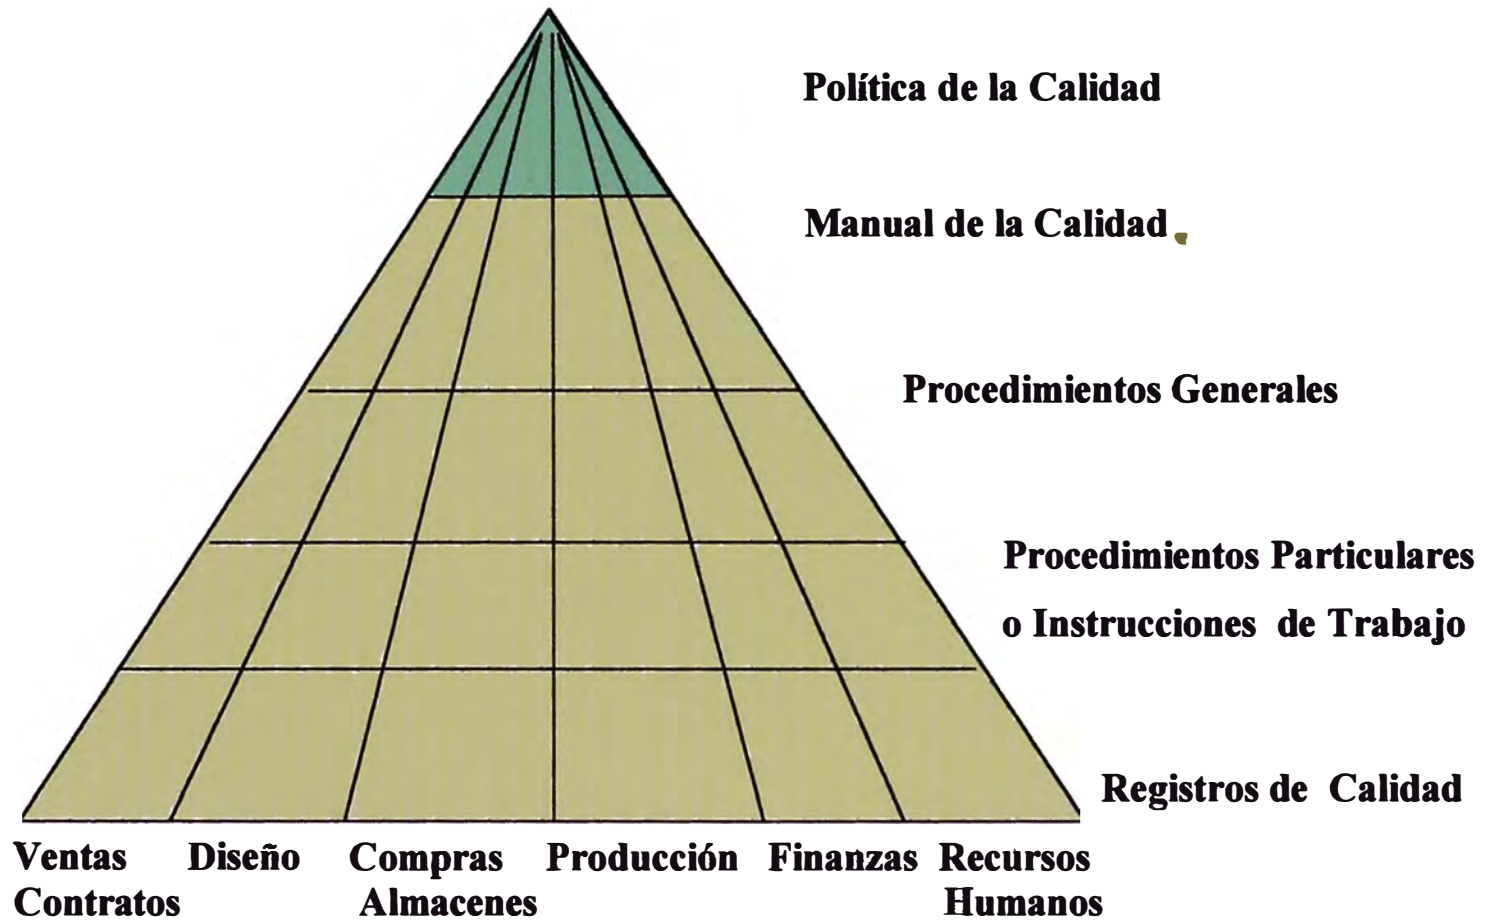 Política de la Calidad
Manual de la Calidad
Procedimientos Generales
Procedimientos Particulares
o Instrucciones de Trabajo
Registros de Calidad
Ventas Diseño Compras Producción Finanzas Recursos
Contratos Almacenes Humanos